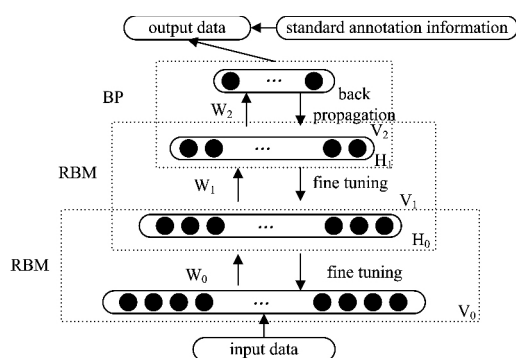 output data
standard annotation information
...
BP
W2
back
propagation
V2
...
H1
RBM
W1
fine tuning
V1
...
H0
RBM
W0
fine tuning
...
V0
input data